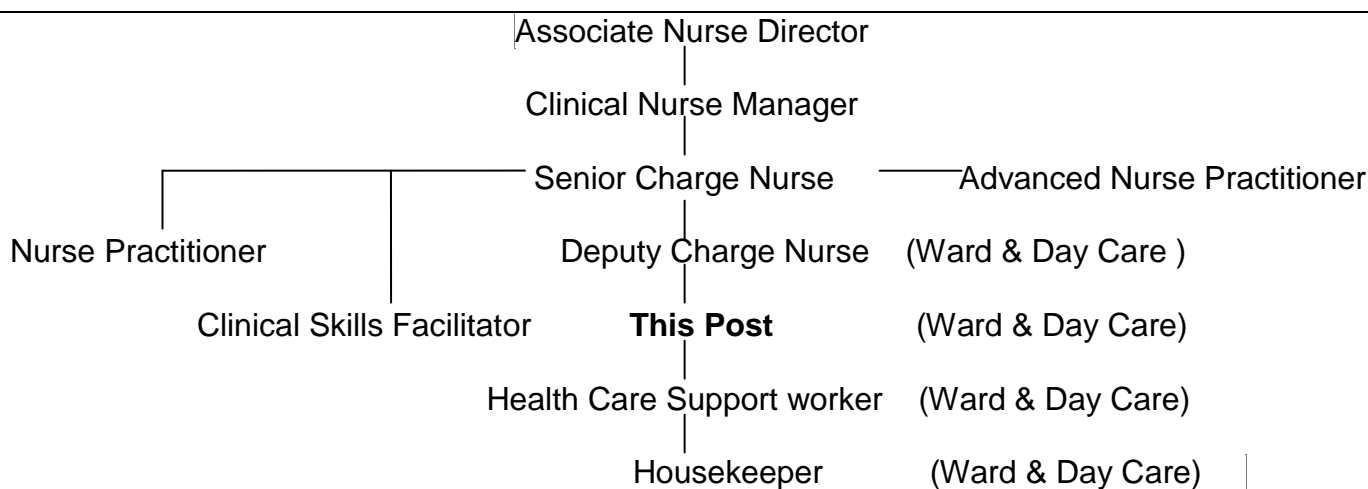 Associate Nurse Director
Clinical Nurse Manager
Senior Charge Nurse Advanced Nurse Practitioner
Nurse Practitioner Deputy Charge Nurse (Ward & Day Care )
Clinical Skills Facilitator This Post (Ward & Day Care)
Health Care Support worker (Ward & Day Care)
Housekeeper (Ward & Day Care)